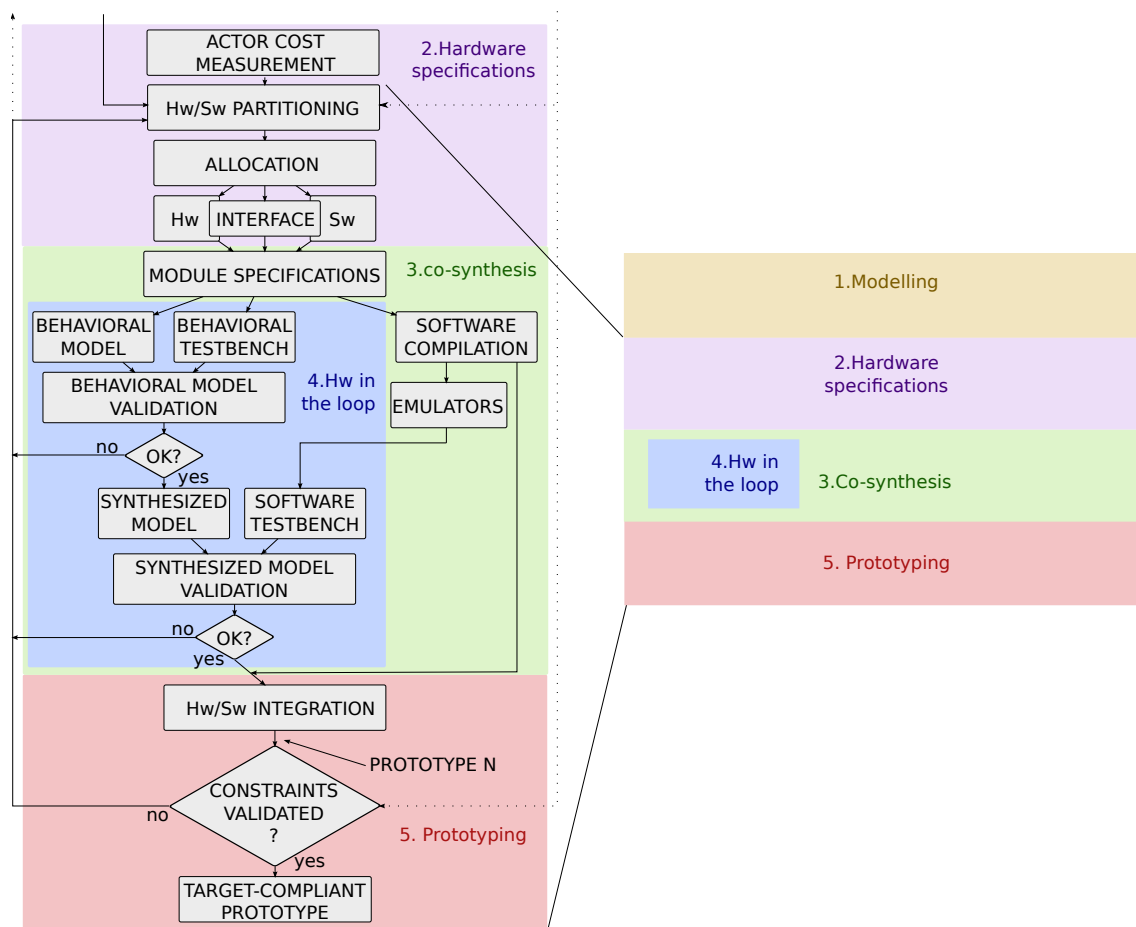 ACTOR COST
MEASUREMENT
2.Hardware
specifications
Hw/Sw PARTITIONING
ALLOCATION
Hw
INTERFACE
Sw
MODULE SPECIFICATIONS
3.co-synthesis
BEHAVIORAL
MODEL
BEHAVIORAL
TESTBENCH
SOFTWARE
COMPILATION
BEHAVIORAL MODEL
VALIDATION
4.Hw in
the loop
EMULATORS
no
OK?
yes
SYNTHESIZED
MODEL
SOFTWARE
TESTBENCH
SYNTHESIZED MODEL
VALIDATION
no
OK?
yes
Hw/Sw INTEGRATION
PROTOTYPE N
CONSTRAINTS
VALIDATED
?
no
5. Prototyping
yes
TARGET-COMPLIANT
PROTOTYPE
1.Modelling
2.Hardware
specifications
4.Hw in
the loop
3.Co-synthesis
5. Prototyping